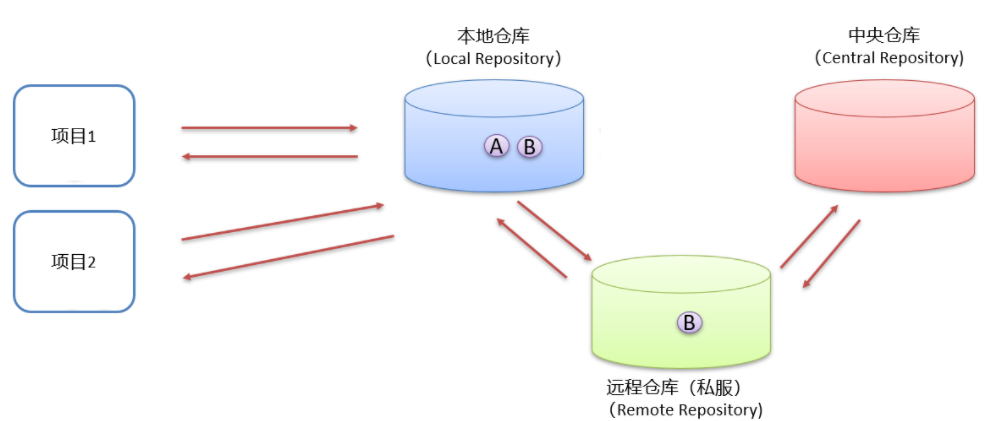 本地仓库
（Local Repository）
中央仓库
（Central Repository)
项目1
A B
项目2
B
远程仓库（私服）
（Remote Repository)